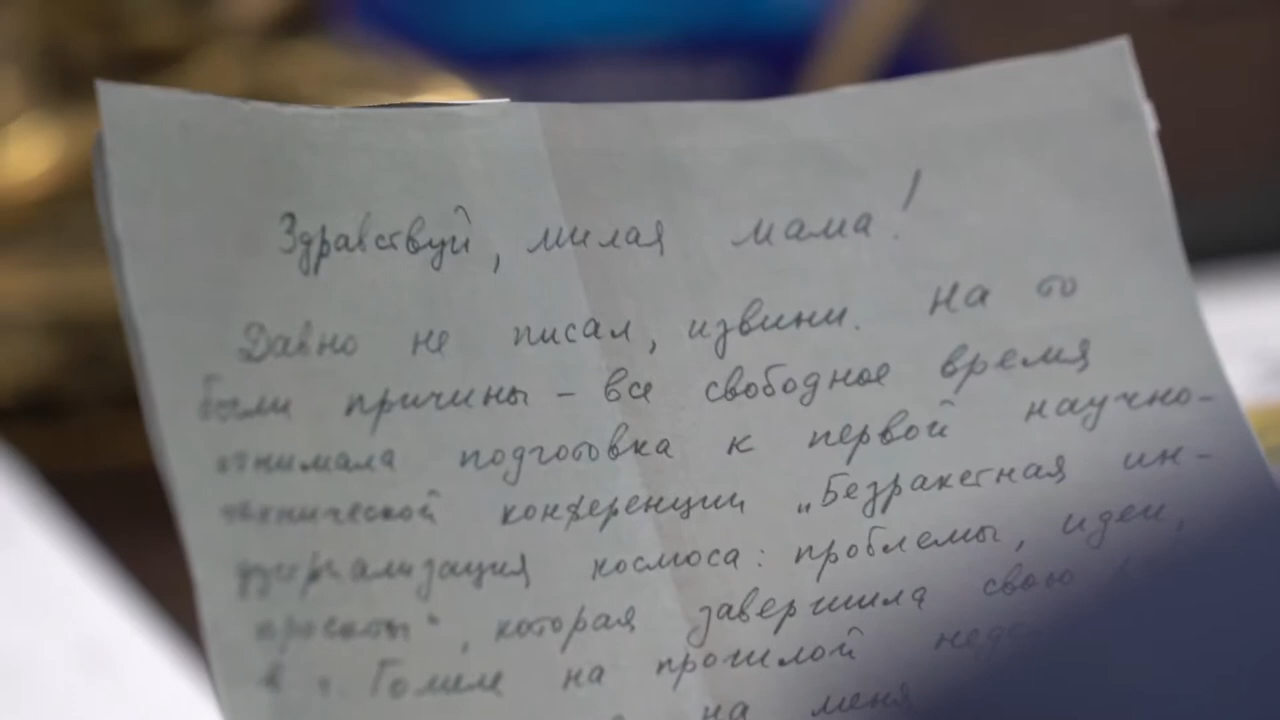 Здравствуй, милая мама!
Давно не писал, извини. На то
были причины – все свободное время
отнимала подготовка к первой научно-
технической конференции „Безракетная ин-
дустриализация космоса: проблемы, идеи,
проекты“, которая завершила свою
в г. Гомеле на прошлой
на меня